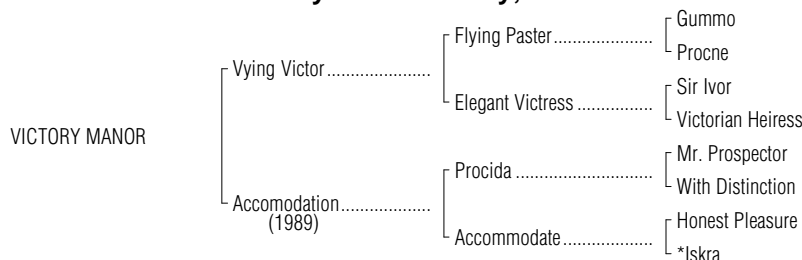 Gummo
Flying Paster
Procne
Vying Victor
Sir Ivor
Elegant Victress
Victorian Heiress
VICTORY MANOR
Mr. Prospector
Procida
With Distinction
Accomodation
(1989)
Honest Pleasure
Accommodate
*Iskra